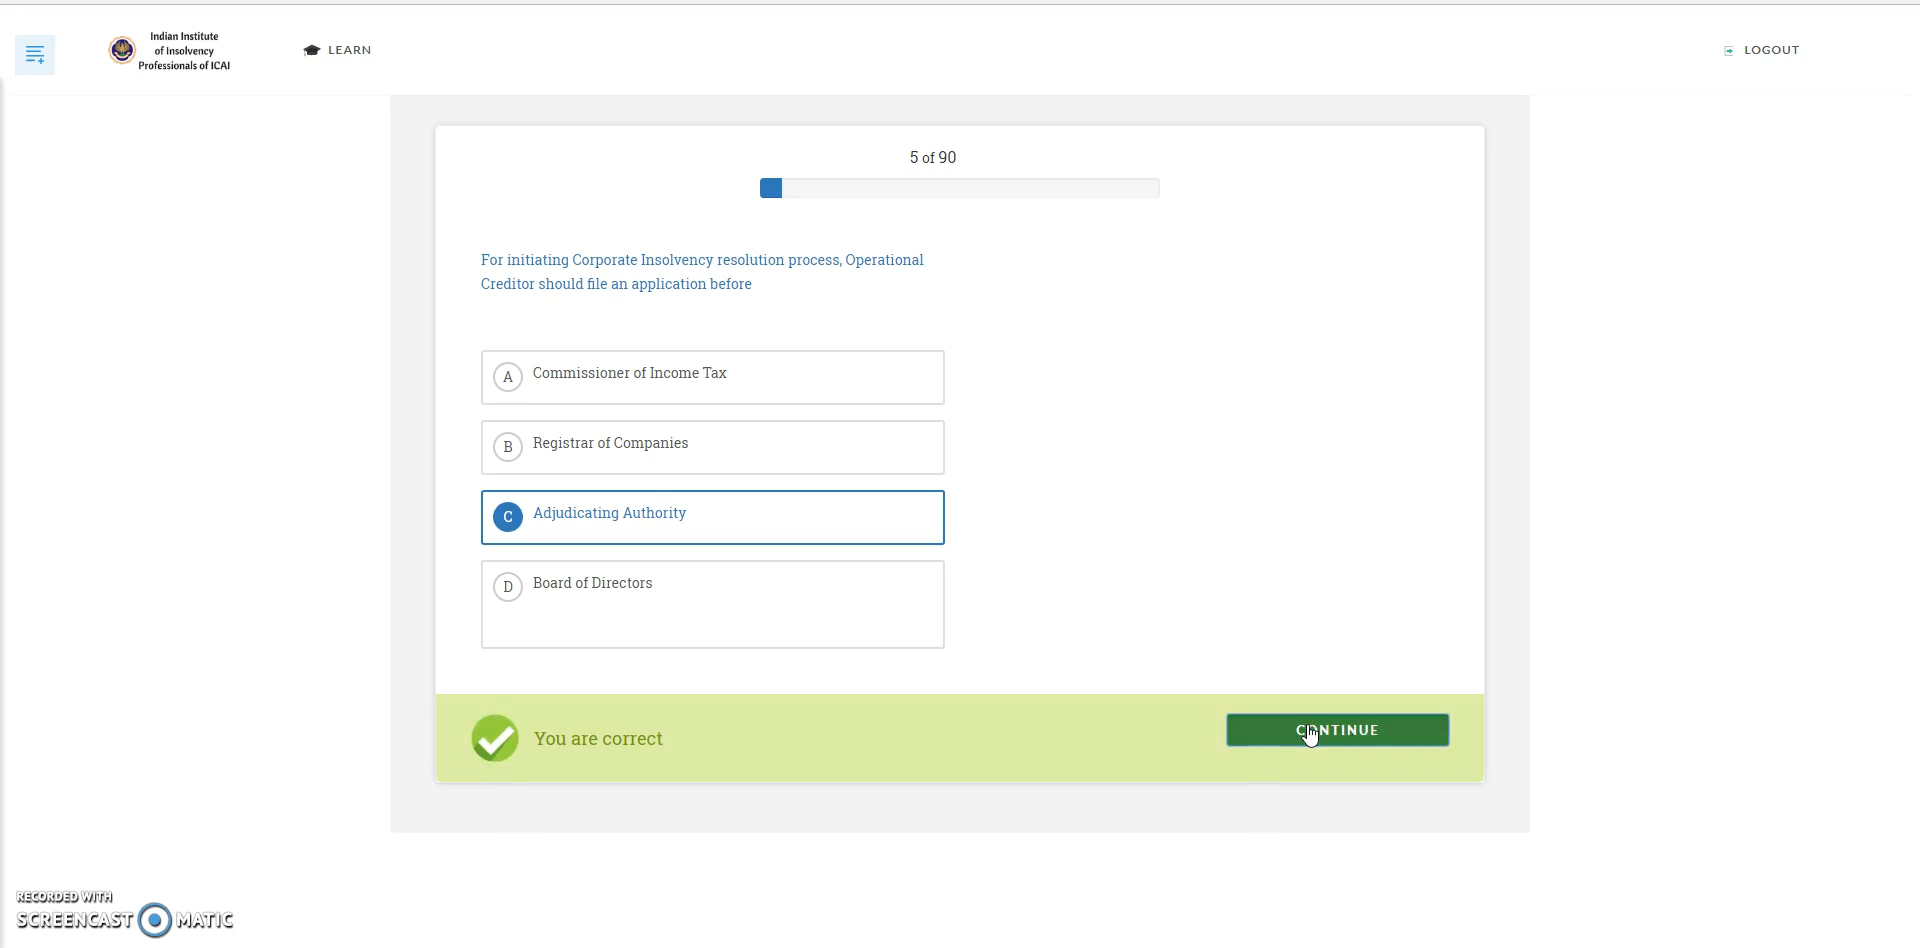 Indian Institute
of Insolvency
Professionals of ICAI
LEARN
LOGOUT
5 of 90
For initiating Corporate Insolvency resolution process, Operational
Creditor should file an application before
A Commissioner of Income Tax
B Registrar of Companies
C Adjudicating Authority
D Board of Directors
You are correct
CONTINUE
RECORDED WITH
SCREENCAST MATIC